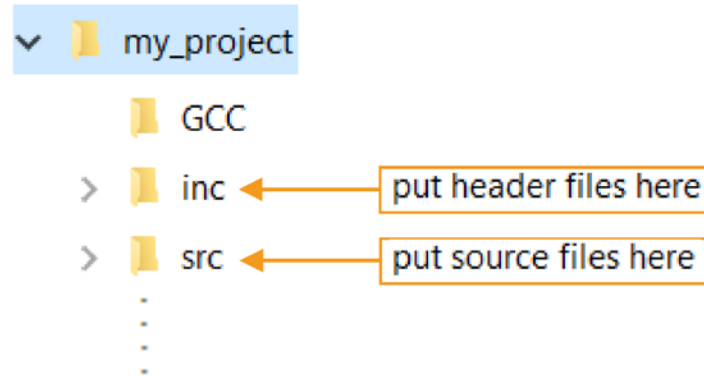 my_project
GCC
inc put header files here
src put source files here